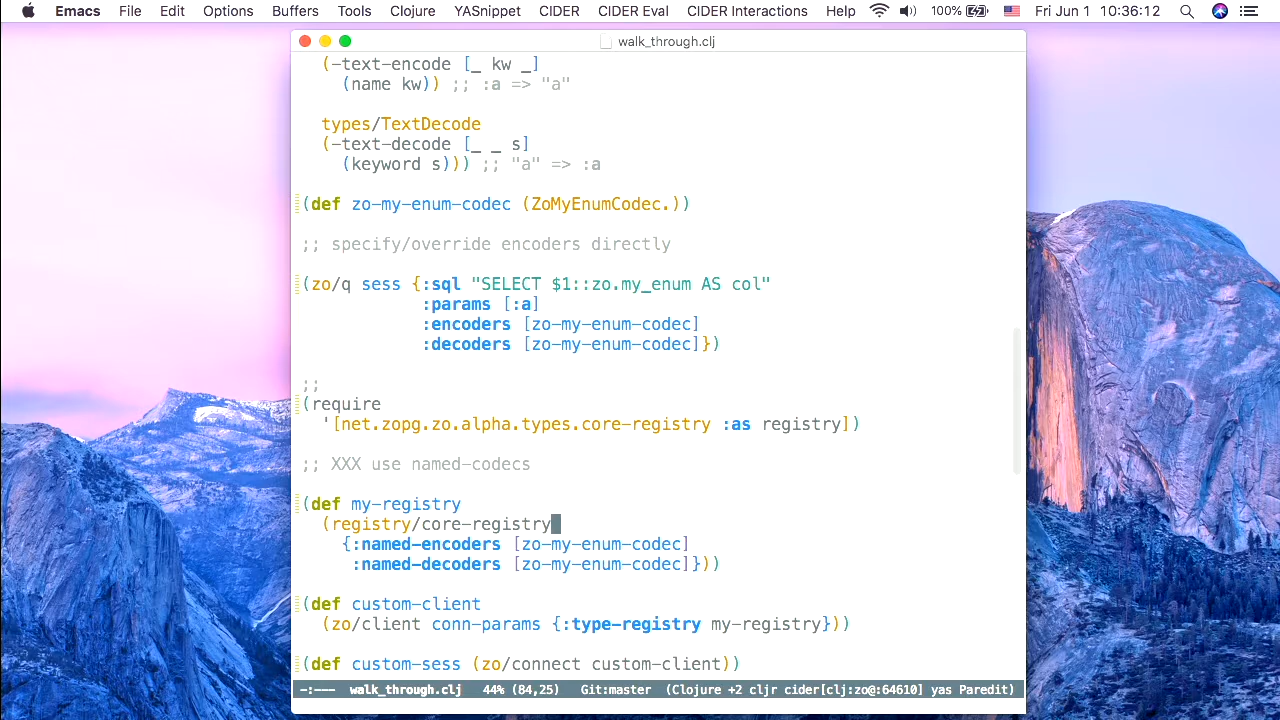 Emacs File Edit Options Buffers Tools Clojure YASnippet CIDER CIDER Eval CIDER Interactions Help 100% Fri Jun 1 10:36:12
walk_through.clj
(-text-encode [_ kw _]
(name kw)) ;; :a => "a"
types/TextDecode
(-text-decode [_ _ s]
(keyword s))) ;; "a" => :a
(def zo-my-enum-codec (ZoMyEnumCodec.))
;; specify/override encoders directly
(zo/q sess {:sql "SELECT $1::zo.my_enum AS col"
:params [:a]
:encoders [zo-my-enum-codec]
:decoders [zo-my-enum-codec]})
;;
(require
'[net.zopg.zo.alpha.types.core-registry :as registry])
;; XXX use named-codecs
(def my-registry
(registry/core-registry
{:named-encoders [zo-my-enum-codec]
:named-decoders [zo-my-enum-codec]}))
(def custom-client
(zo/client conn-params {:type-registry my-registry}))
(def custom-sess (zo/connect custom-client))
-:--- walk_through.clj 44% (84,25) Git:master (Clojure +2 cljr cider[clj:zo@:64610] yas Paredit)